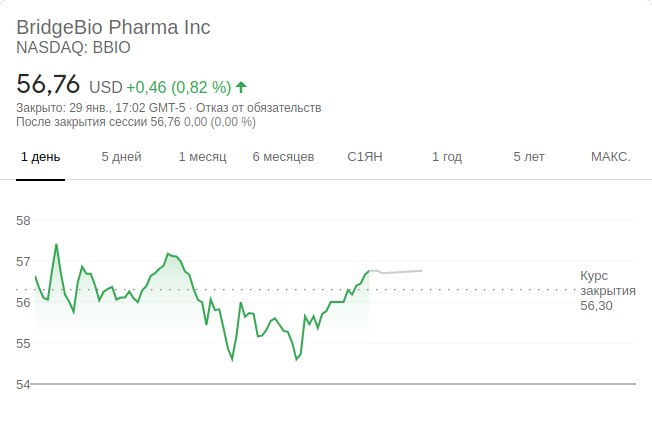 BridgeBio Pharma Inc
NASDAQ: BBIO
56,76 USD +0,46 (0,82 %)
Закрыто: 29 янв., 17:02 GMT-5 · Отказ от обязательств
После закрытия сессии 56,76 0,00 (0,00 %)
1 день 5 дней 1 месяц 6 месяцев С1ЯН 1 год 5 лет МАКС.
58
57
Курс
закрытия
56,30
56
55
54